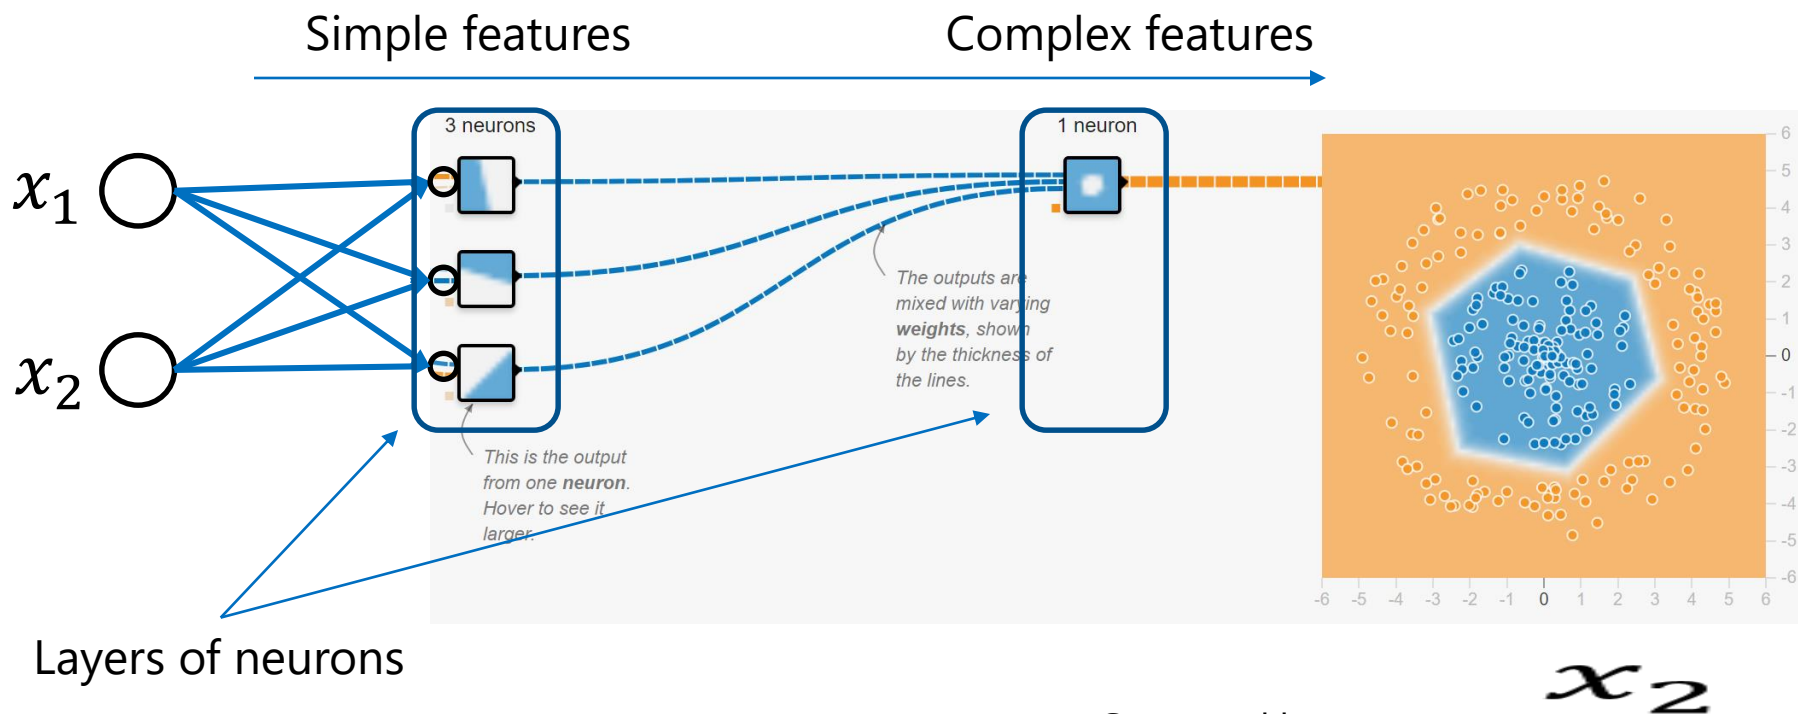 Simple features
Complex features
3 neurons
1 neuron
x1
x2
The outputs are
mixed with varying
weights, shown
by the thickness of
the lines.
This is the output
from one neuron.
Hover to see it
larger.
6
5
4
3
2
1
0
-1
-2
-3
-4
-5
-6
-6 -5 -4 -3 -2 -1 0 1 2 3 4 5 6
Layers of neurons
x2